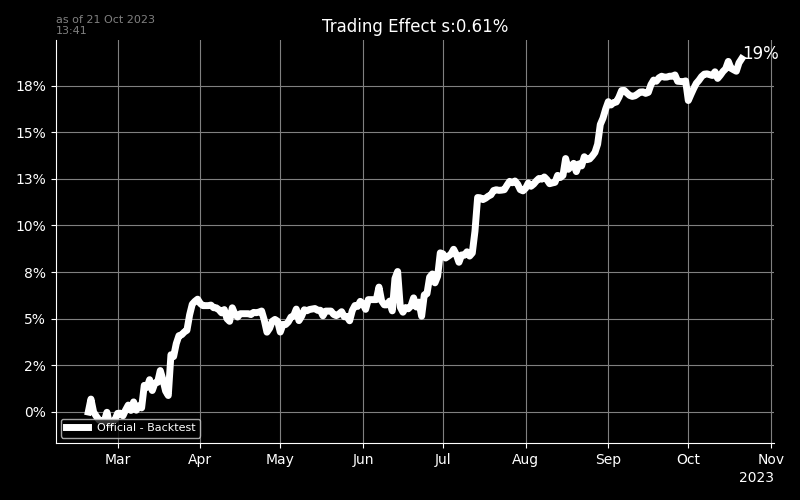 as of 21 Oct 2023
13:41
Trading Effect s:0.61%
19%
18%
15%
13%
10%
8%
5%
2%
0%
Official - Backtest
Mar Apr May Jun Jul Aug Sep Oct Nov
2023